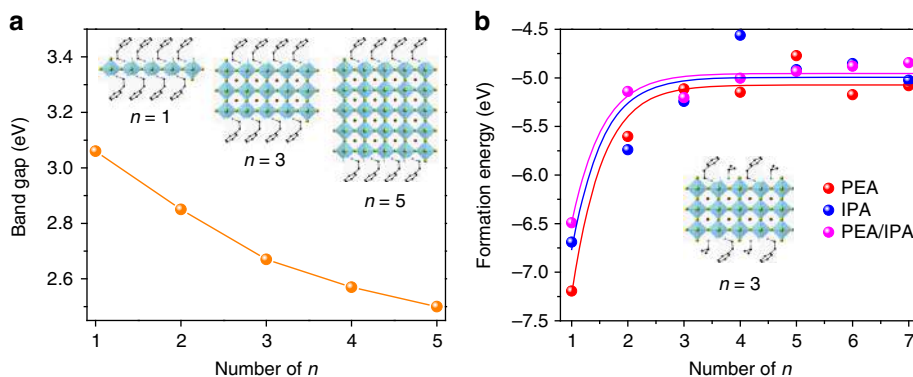 a
3.4
3.2
3.0
2.8
2.6
Band gap (eV)
n = 1
n = 3
n = 5
1
2
3
4
5
Number of n
b
–4.5
–5.0
–5.5
–6.0
–6.5
–7.0
–7.5
Formation energy (eV)
PEA
IPA
PEA/IPA
n = 3
1
2
3
4
5
6
7
Number of n